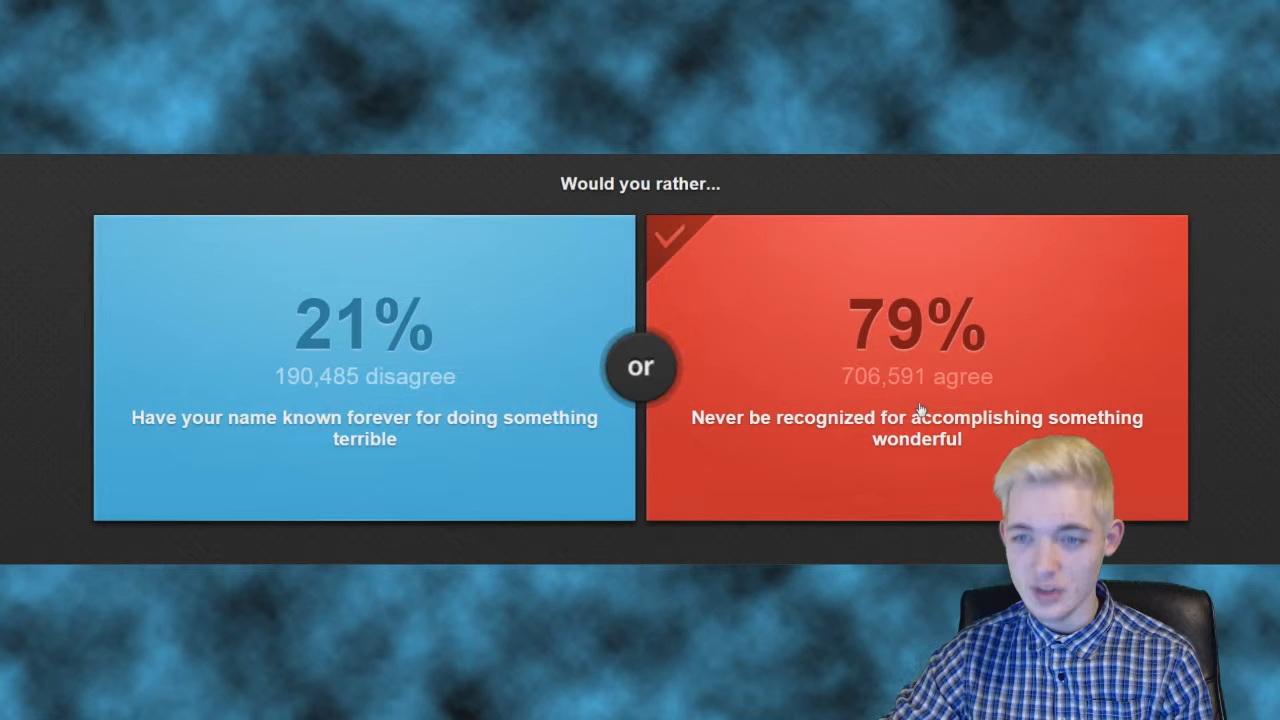 Would you rather...
21%
190,485 disagree
Have your name known forever for doing something
terrible
or
79%
706,591 agree
Never be recognized for accomplishing something
wonderful